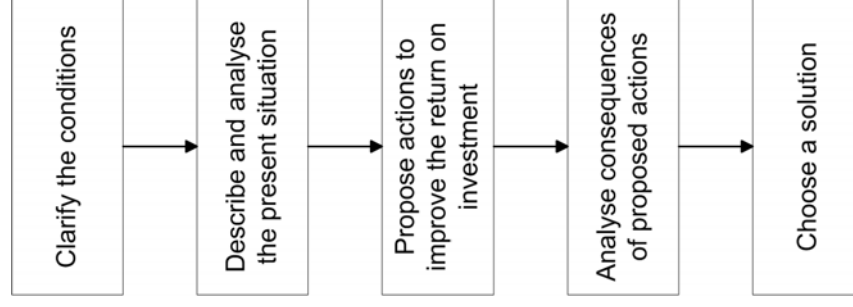 Clarify the conditions
Describe and analyse
the present situation
Propose actions to
improve the return on
investment
Analyse consequences
of proposed actions
Choose a solution